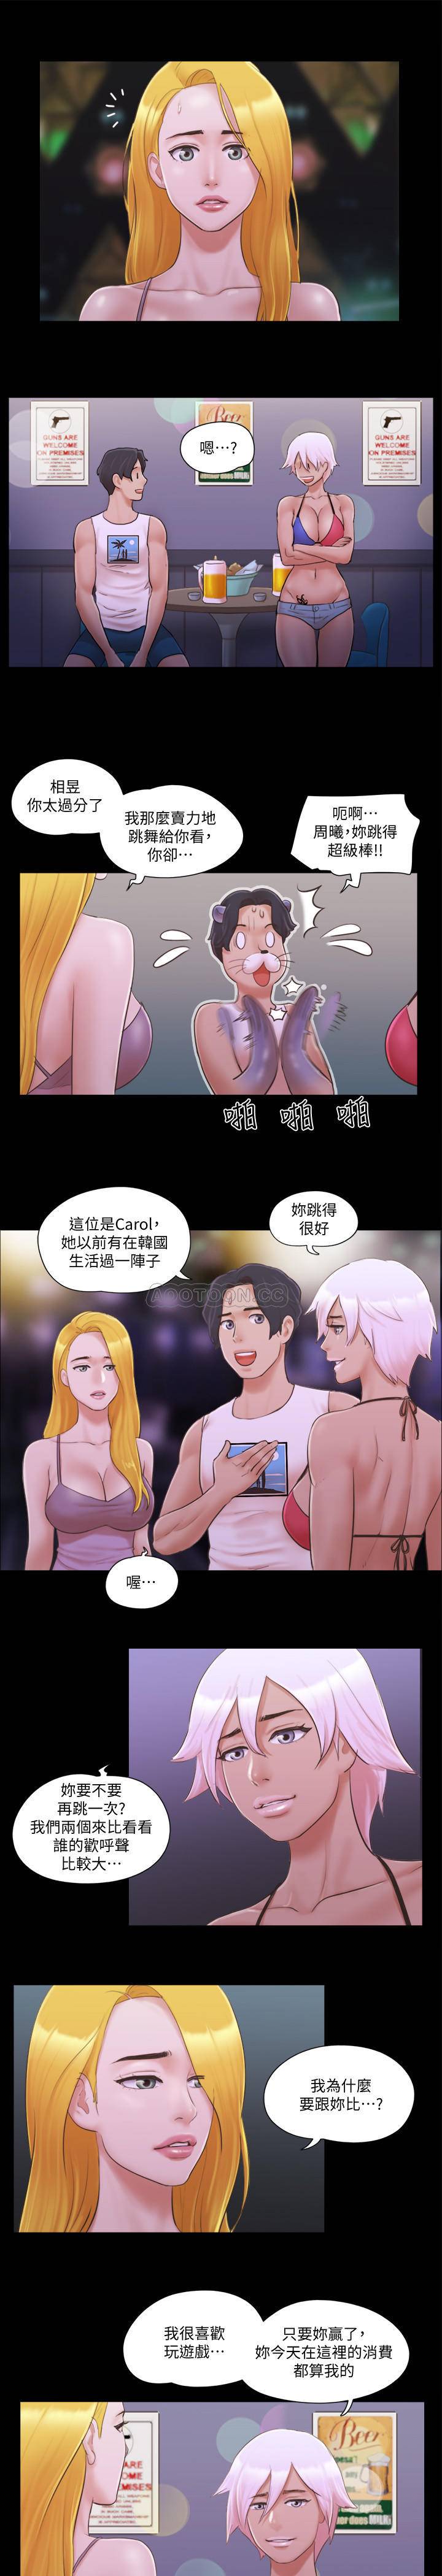 GUNS ARE
WELCOME
ON PREMISES
Beer
GUNS ARE
WELCOME
ON PREMISES
嗯…?
相昱
你太過分了
我那麼賣力地
跳舞給你看,
你卻…
呃啊…
周曦,妳跳得
超級棒!!
啪 啪 啪
這位是Carol,
她以前有在韓國
生活過一陣子
妳跳得
很好
AOOTOON.CC
喔…
妳要不要
再跳一次?
我們兩個來比看看
誰的歡呼聲
比較大…
我為什麼
要跟妳比…?
我很喜歡
玩遊戲…
只要妳贏了,
妳今天在這裡的消費
都算我的
ARE
OME
MISES
Beer